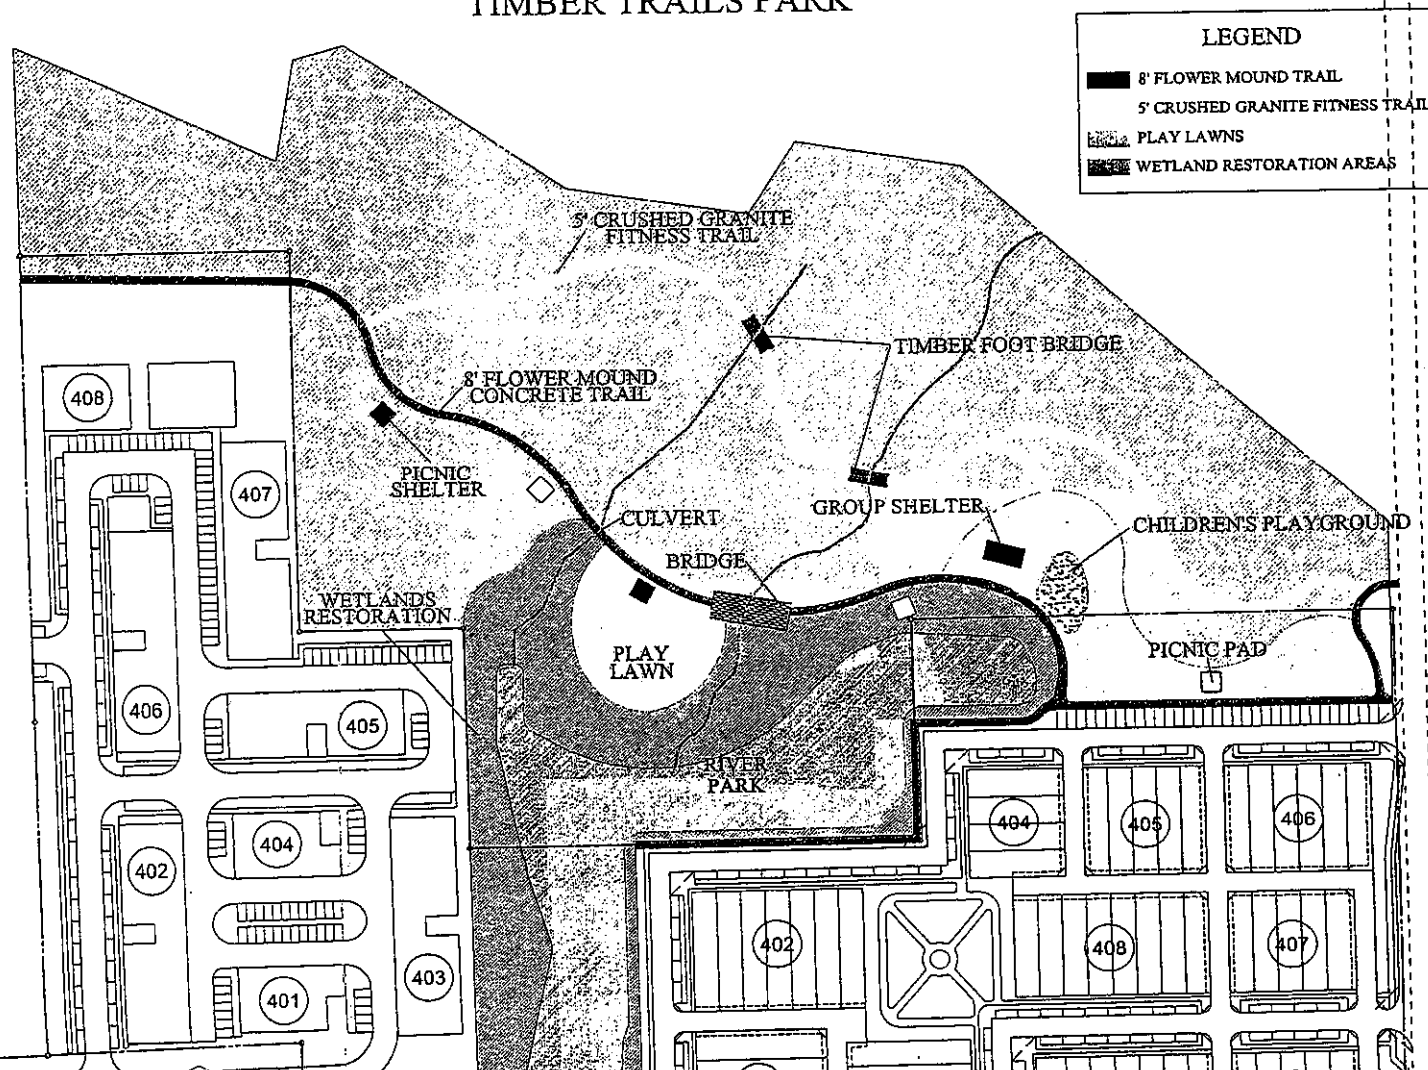 TIMBER TRAILS PARK
LEGEND
8' FLOWER MOUND TRAIL
5' CRUSHED GRANITE FITNESS TRAIL
PLAY LAWNS
WETLAND RESTORATION AREAS
5' CRUSHED GRANITE
FITNESS TRAIL
TIMBER FOOT BRIDGE
8' FLOWER MOUND
CONCRETE TRAIL
408
PICNIC
SHELTER
407
GROUP SHELTER
CULVERT
CHILDREN'S PLAYGROUND
BRIDGE
WETLANDS
RESTORATION
PLAY
LAWN
PICNIC PAD
406
405
RIVER
PARK
404
405
406
404
402
402
408
407
403
401